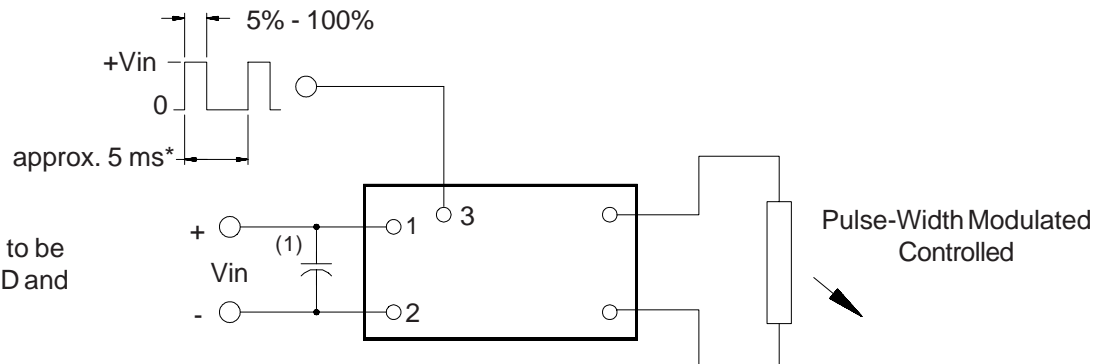 5% - 100%
+Vin
0
approx. 5 ms*
3
1
+
(1)
to be
D and
Vin
-
2
Pulse-Width Modulated
Controlled